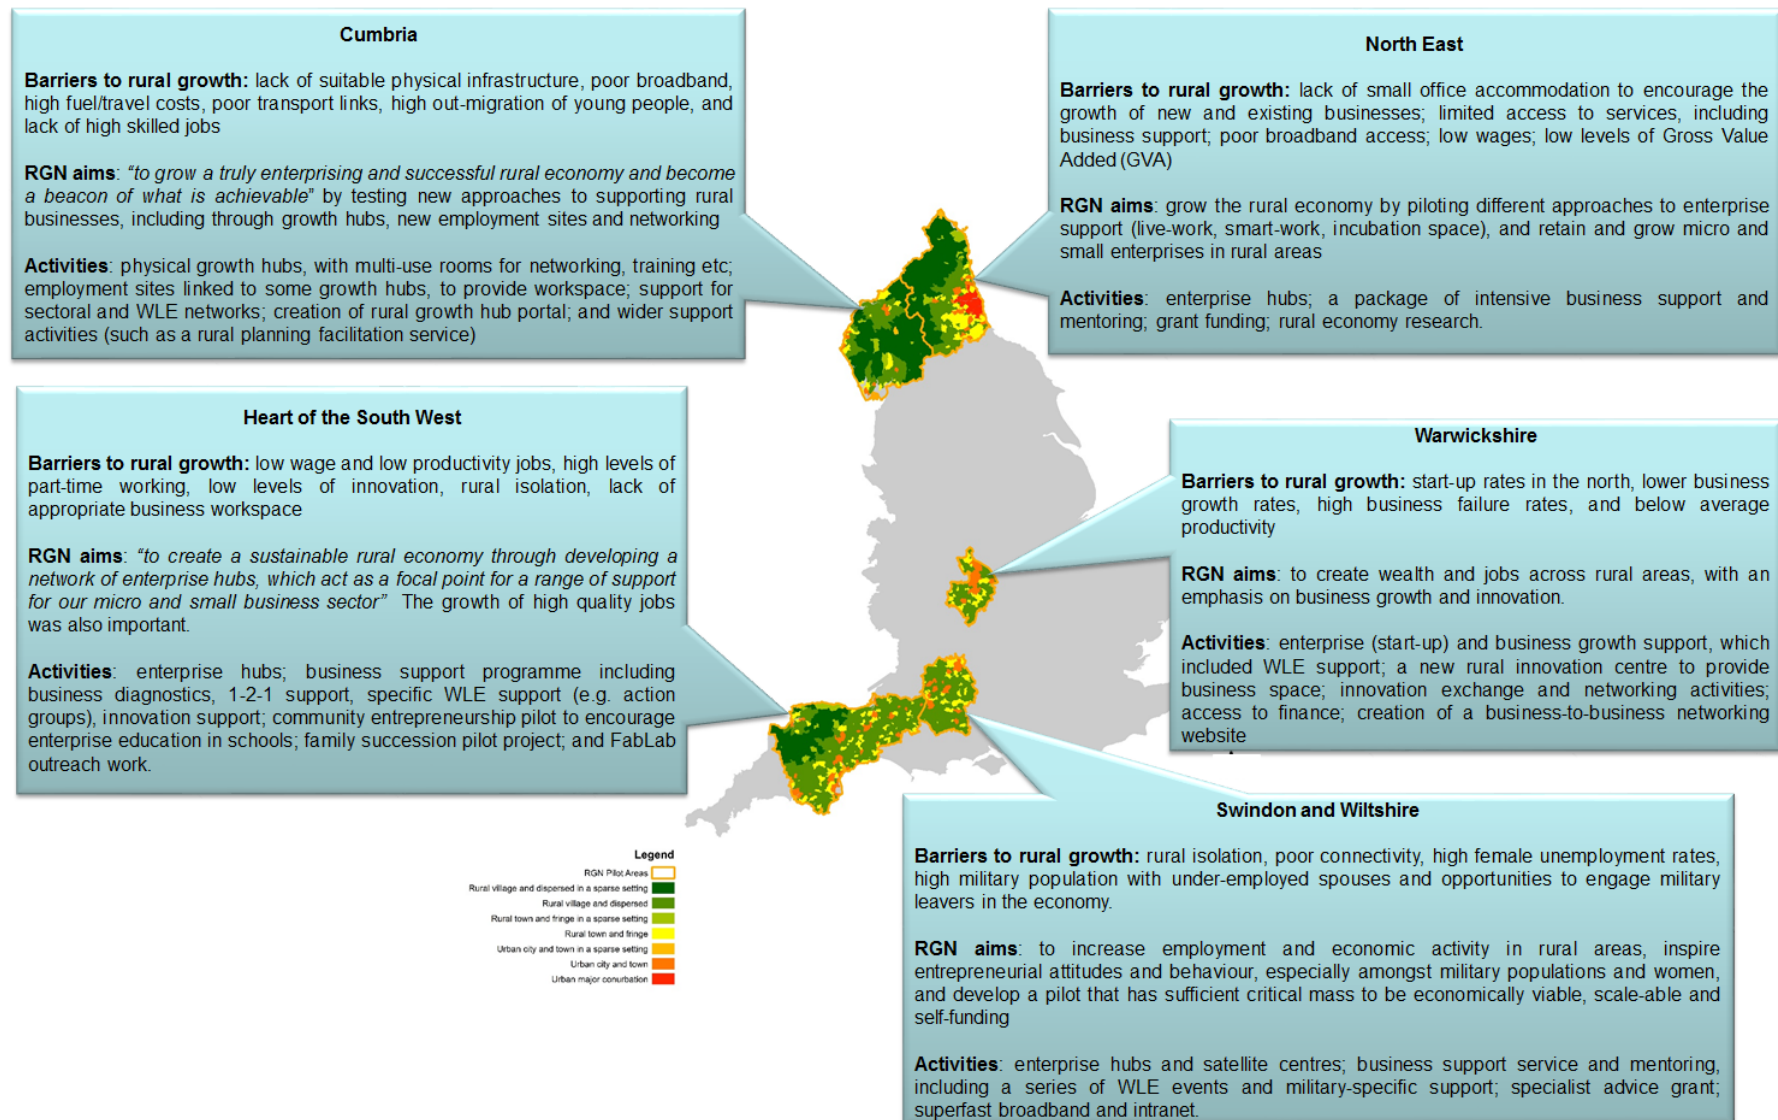 Cumbria
Barriers to rural growth: lack of suitable physical infrastructure, poor broadband,
high fuel/travel costs, poor transport links, high out-migration of young people, and
lack of high skilled jobs
RGN aims: “to grow a truly enterprising and successful rural economy and become
a beacon of what is achievable” by testing new approaches to supporting rural
businesses, including through growth hubs, new employment sites and networking
Activities: physical growth hubs, with multi-use rooms for networking, training etc;
employment sites linked to some growth hubs, to provide workspace; support for
sectoral and WLE networks; creation of rural growth hub portal; and wider support
activities (such as a rural planning facilitation service)
North East
Barriers to rural growth: lack of small office accommodation to encourage the
growth of new and existing businesses; limited access to services, including
business support; poor broadband access; low wages; low levels of Gross Value
Added (GVA)
RGN aims: grow the rural economy by piloting different approaches to enterprise
support (live-work, smart-work, incubation space), and retain and grow micro and
small enterprises in rural areas
Activities: enterprise hubs; a package of intensive business support and
mentoring; grant funding; rural economy research.
Heart of the South West
Barriers to rural growth: low wage and low productivity jobs, high levels of
part-time working, low levels of innovation, rural isolation, lack of
appropriate business workspace
RGN aims: “to create a sustainable rural economy through developing a
network of enterprise hubs, which act as a focal point for a range of support
for our micro and small business sector” The growth of high quality jobs
was also important.
Activities: enterprise hubs; business support programme including
business diagnostics, 1-2-1 support, specific WLE support (e.g. action
groups), innovation support; community entrepreneurship pilot to encourage
enterprise education in schools; family succession pilot project; and FabLab
outreach work.
Warwickshire
Barriers to rural growth: start-up rates in the north, lower business
growth rates, high business failure rates, and below average
productivity
RGN aims: to create wealth and jobs across rural areas, with an
emphasis on business growth and innovation.
Activities: enterprise (start-up) and business growth support, which
included WLE support; a new rural innovation centre to provide
business space; innovation exchange and networking activities;
access to finance; creation of a business-to-business networking
website
Swindon and Wiltshire
Barriers to rural growth: rural isolation, poor connectivity, high female unemployment rates,
high military population with under-employed spouses and opportunities to engage military
leavers in the economy.
RGN aims: to increase employment and economic activity in rural areas, inspire
entrepreneurial attitudes and behaviour, especially amongst military populations and women,
and develop a pilot that has sufficient critical mass to be economically viable, scale-able and
self-funding
Activities: enterprise hubs and satellite centres; business support service and mentoring,
including a series of WLE events and military-specific support; specialist advice grant;
superfast broadband and intranet.
Legend
RGN Pilot Areas
Rural village and dispersed in a sparse setting
Rural village and dispersed
Rural town and fringe in a sparse setting
Rural town and fringe
Urban city and town in a sparse setting
Urban city and town
Urban major conurbation